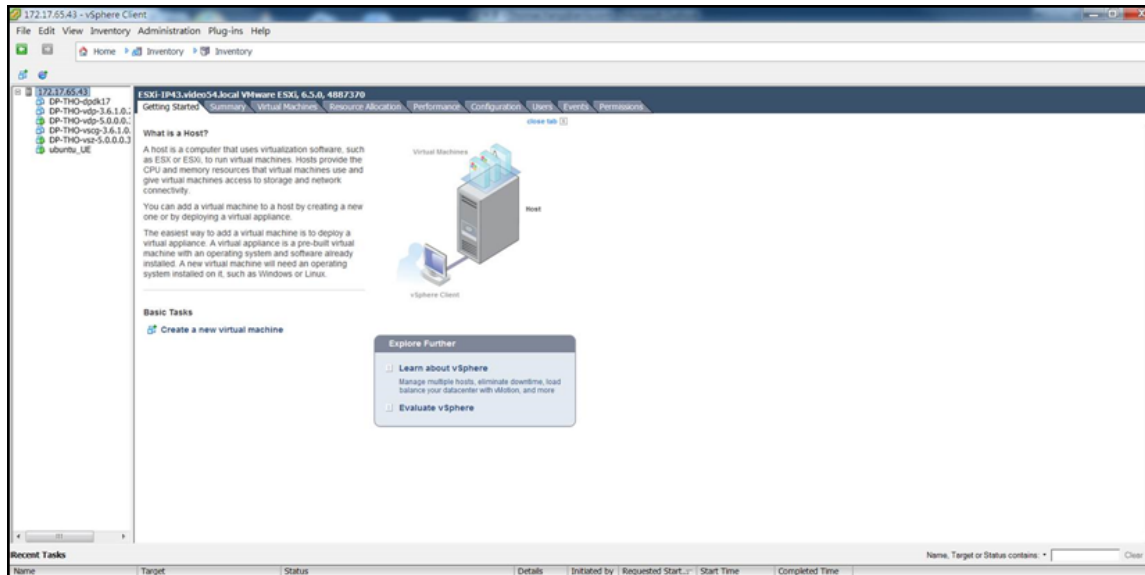 172.17.65.43 - vSphere Client
File Edit View Inventory Administration Plug-ins Help
Home Inventory Inventory
172.17.65.43
DP-THO-dpdk17
DP-THO-vdp-3.6.1.0.
DP-THO-vdp-5.0.0.0.
DP-THO-vscg-3.6.1.0.
DP-THO-vsz-5.0.0.0.3
ubuntu_UE
ESXi-IP43.video54.local VMware ESXi, 6.5.0, 4887370
Getting Started Summary Virtual Machines Resource Allocation Performance Configuration Users Events Permissions
close tab
What is a Host?
A host is a computer that uses virtualization software, such
as ESX or ESXi, to run virtual machines. Hosts provide the
CPU and memory resources that virtual machines use and
give virtual machines access to storage and network
connectivity.
You can add a virtual machine to a host by creating a new
one or by deploying a virtual appliance.
The easiest way to add a virtual machine is to deploy a
virtual appliance. A virtual appliance is a pre-built virtual
machine with an operating system and software already
installed. A new virtual machine will need an operating
system installed on it, such as Windows or Linux.
Basic Tasks
Create a new virtual machine
Virtual Machines
Host
vSphere Client
Explore Further
Learn about vSphere
Manage multiple hosts, eliminate downtime, load
balance your datacenter with vMotion, and more
Evaluate vSphere
Recent Tasks
Name, Target or Status contains:
Clear
Name Target Status Details Initiated by Requested Start... Start Time Completed Time